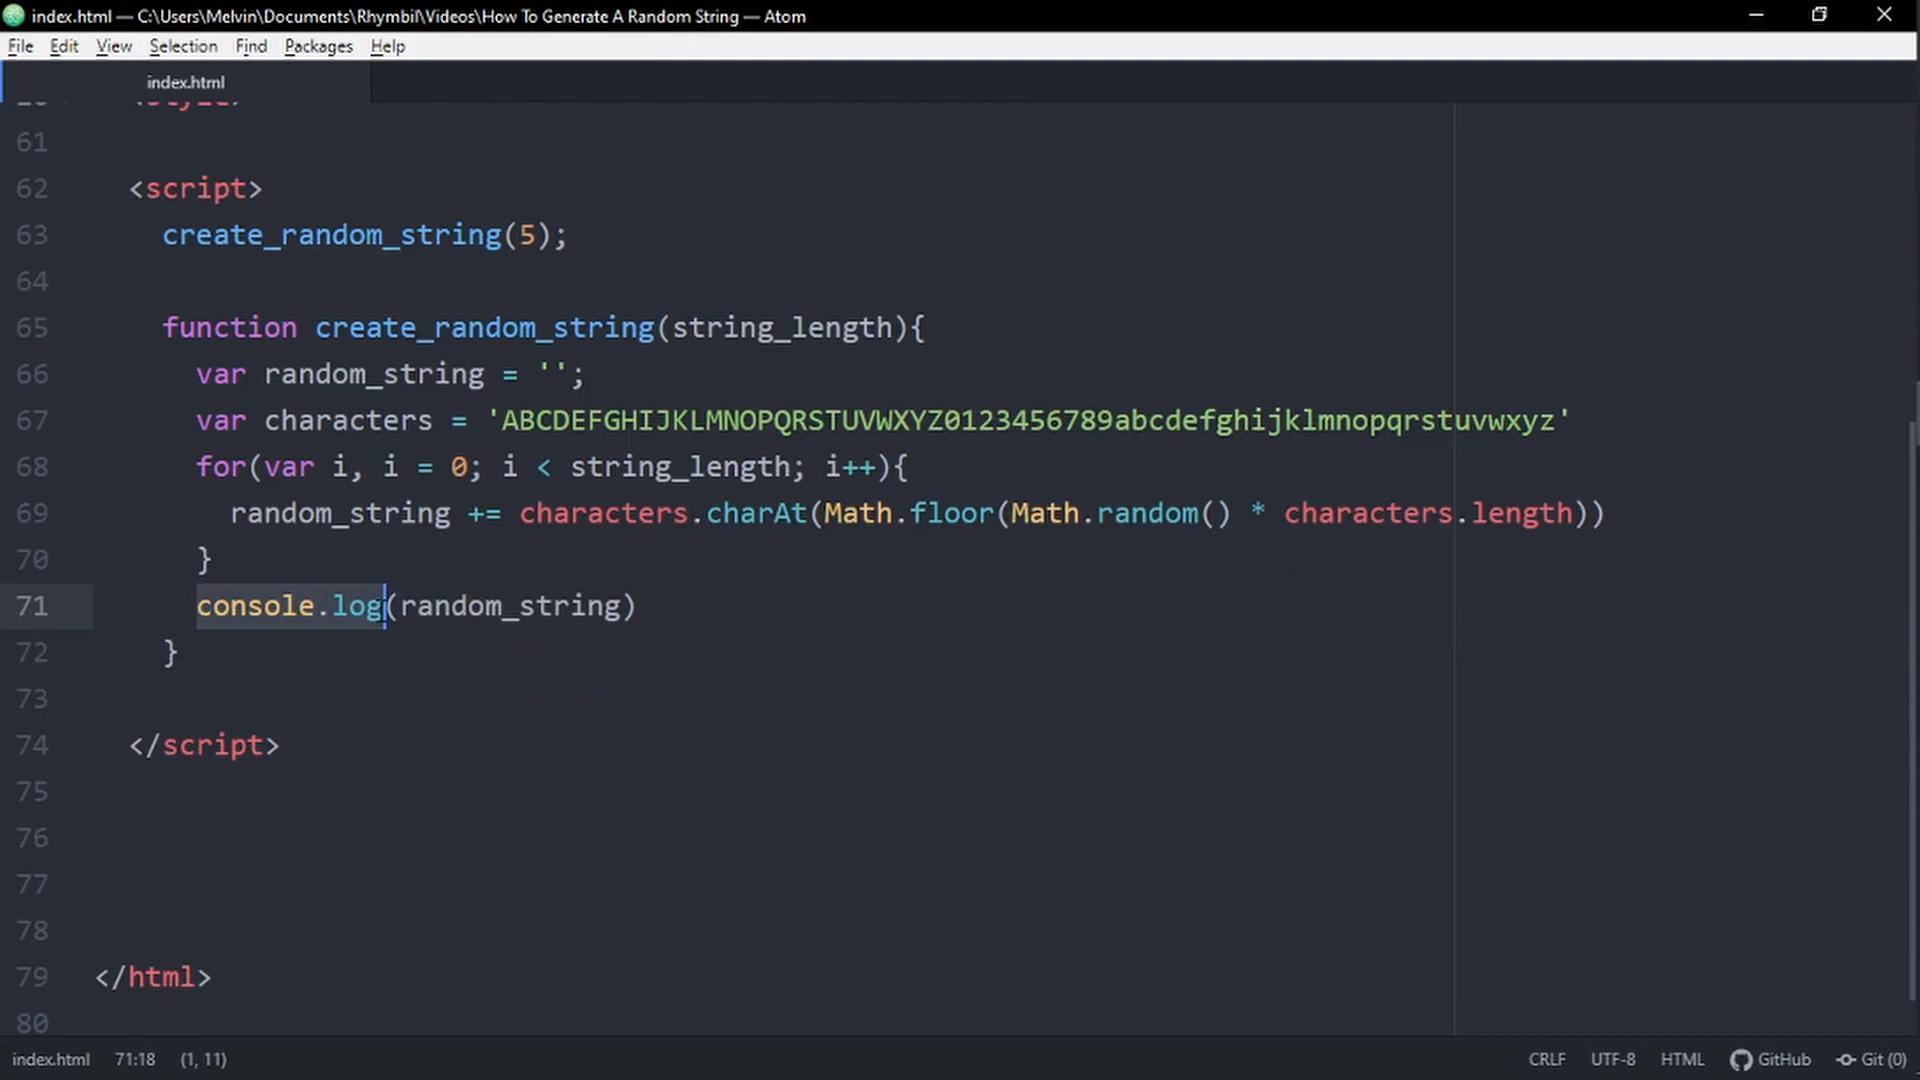 index.html — C:\Users\Melvin\Documents\Rhymbil\Videos\How To Generate A Random String — Atom
File Edit View Selection Find Packages Help
index.html
61
62 <script>
63 create_random_string(5);
64
65 function create_random_string(string_length){
66 var random_string = '';
67 var characters = 'ABCDEFGHIJKLMNOPQRSTUVWXYZ0123456789abcdefghijklmnopqrstuvwxyz'
68 for(var i, i = 0; i < string_length; i++){
69 random_string += characters.charAt(Math.floor(Math.random() * characters.length))
70 }
71 console.log(random_string)
72 }
73
74 </script>
75
76
77
78
79 </html>
80
index.html 71:18 (1, 11) CRLF UTF-8 HTML GitHub Git (0)